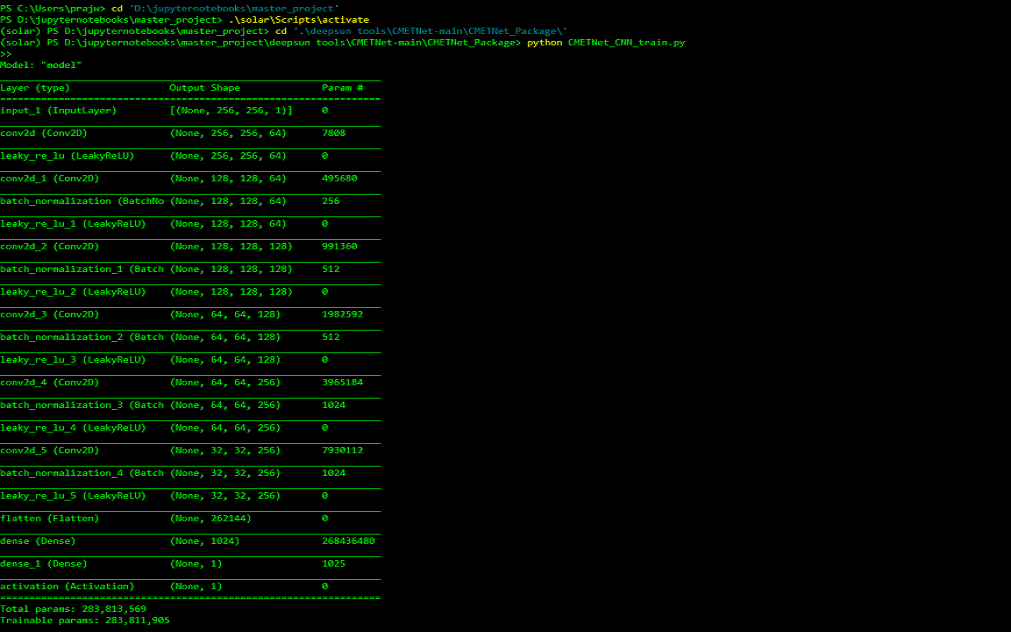 PS C:\Users\prajw> cd 'D:\jupyternotebooks\master_project'
PS D:\jupyternotebooks\master_project> .\solar\Scripts\activate
(solar) PS D:\jupyternotebooks\master_project> cd '.\deepsun tools\CMETNet-main\CMETNet_Package\'
(solar) PS D:\jupyternotebooks\master_project\deepsun tools\CMETNet-main\CMETNet_Package> python CMETNet_CNN_train.py
>>
Model: "model"
Layer (type) Output Shape Param #
input_1 (InputLayer) [(None, 256, 256, 1)] 0
conv2d (Conv2D) (None, 256, 256, 64) 7808
leaky_re_lu (LeakyReLU) (None, 256, 256, 64) 0
conv2d_1 (Conv2D) (None, 128, 128, 64) 495680
batch_normalization (BatchNo (None, 128, 128, 64) 256
leaky_re_lu_1 (LeakyReLU) (None, 128, 128, 64) 0
conv2d_2 (Conv2D) (None, 128, 128, 128) 991360
batch_normalization_1 (Batch (None, 128, 128, 128) 512
leaky_re_lu_2 (LeakyReLU) (None, 128, 128, 128) 0
conv2d_3 (Conv2D) (None, 64, 64, 128) 1982592
batch_normalization_2 (Batch (None, 64, 64, 128) 512
leaky_re_lu_3 (LeakyReLU) (None, 64, 64, 128) 0
conv2d_4 (Conv2D) (None, 64, 64, 256) 3965184
batch_normalization_3 (Batch (None, 64, 64, 256) 1024
leaky_re_lu_4 (LeakyReLU) (None, 64, 64, 256) 0
conv2d_5 (Conv2D) (None, 32, 32, 256) 7930112
batch_normalization_4 (Batch (None, 32, 32, 256) 1024
leaky_re_lu_5 (LeakyReLU) (None, 32, 32, 256) 0
flatten (Flatten) (None, 262144) 0
dense (Dense) (None, 1024) 268436480
dense_1 (Dense) (None, 1) 1025
activation (Activation) (None, 1) 0
Total params: 283,813,569
Trainable params: 283,811,905